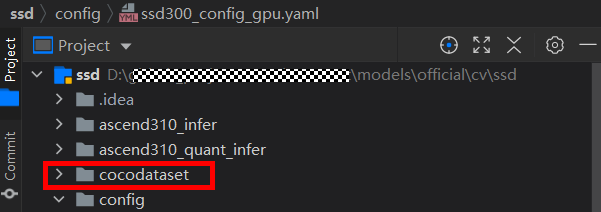 ssd > config > ssd300_config_gpu.yaml
Project
Project
Commit
ssd D:\ \models\official\cv\ssd
.idea
ascend310_infer
ascend310_quant_infer
cocodataset
config